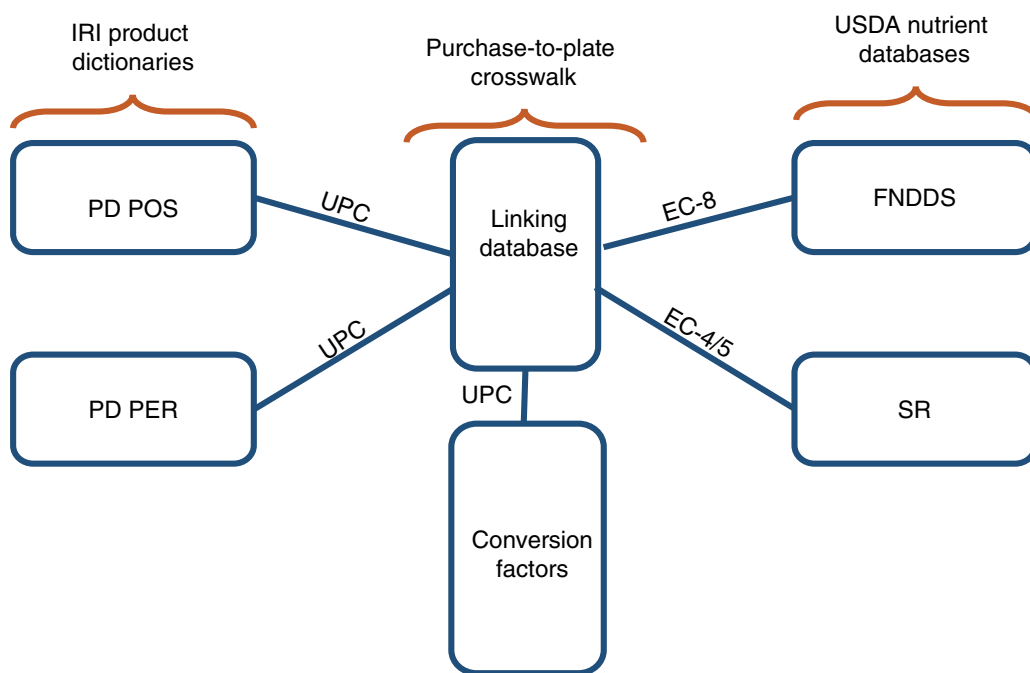 IRI product
dictionaries
Purchase-to-plate
crosswalk
USDA nutrient
databases
PD POS
UPC
Linking
database
EC-8
FNDDS
PD PER
UPC
UPC
EC-4/5
SR
Conversion
factors